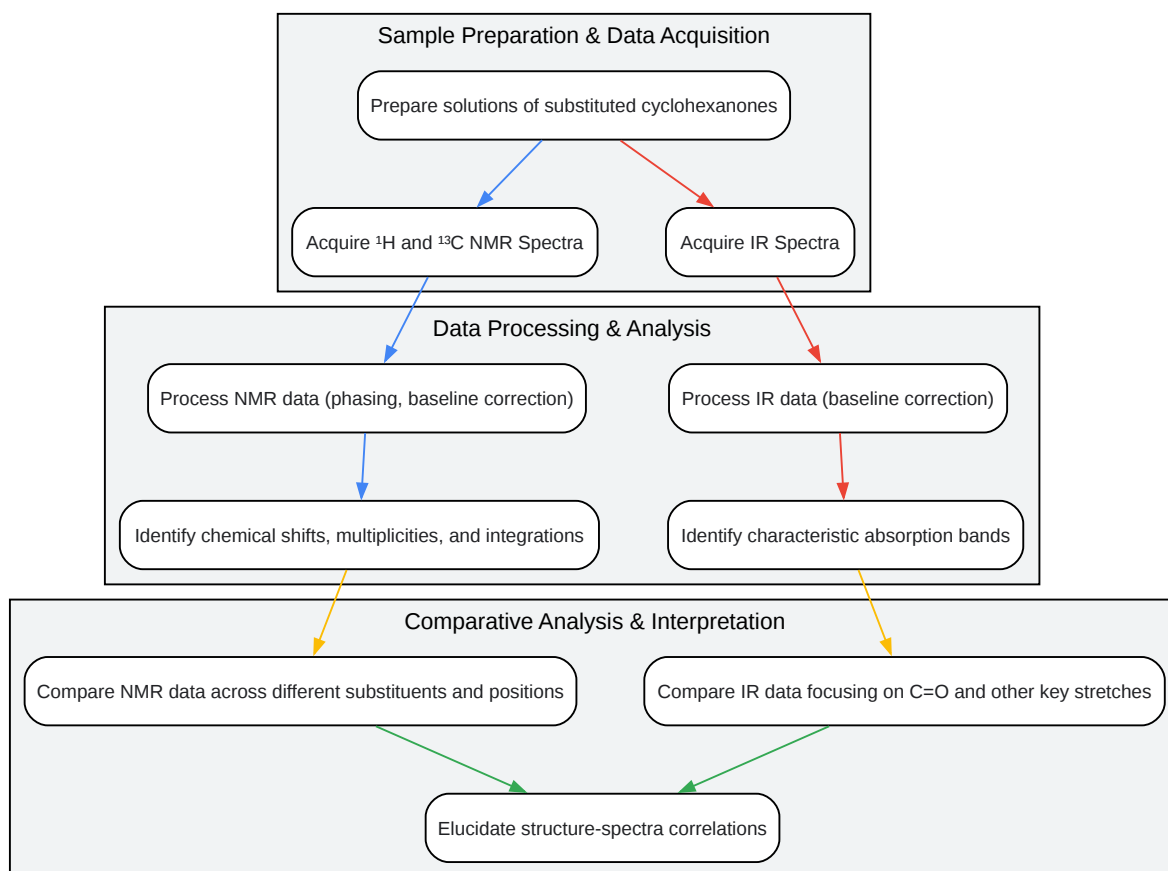 Sample Preparation & Data Acquisition
Prepare solutions of substituted cyclohexanones
Acquire ¹H and ¹³C NMR Spectra
Acquire IR Spectra
Data Processing & Analysis
Process NMR data (phasing, baseline correction)
Process IR data (baseline correction)
Identify chemical shifts, multiplicities, and integrations
Identify characteristic absorption bands
Comparative Analysis & Interpretation
Compare NMR data across different substituents and positions
Compare IR data focusing on C=O and other key stretches
Elucidate structure-spectra correlations